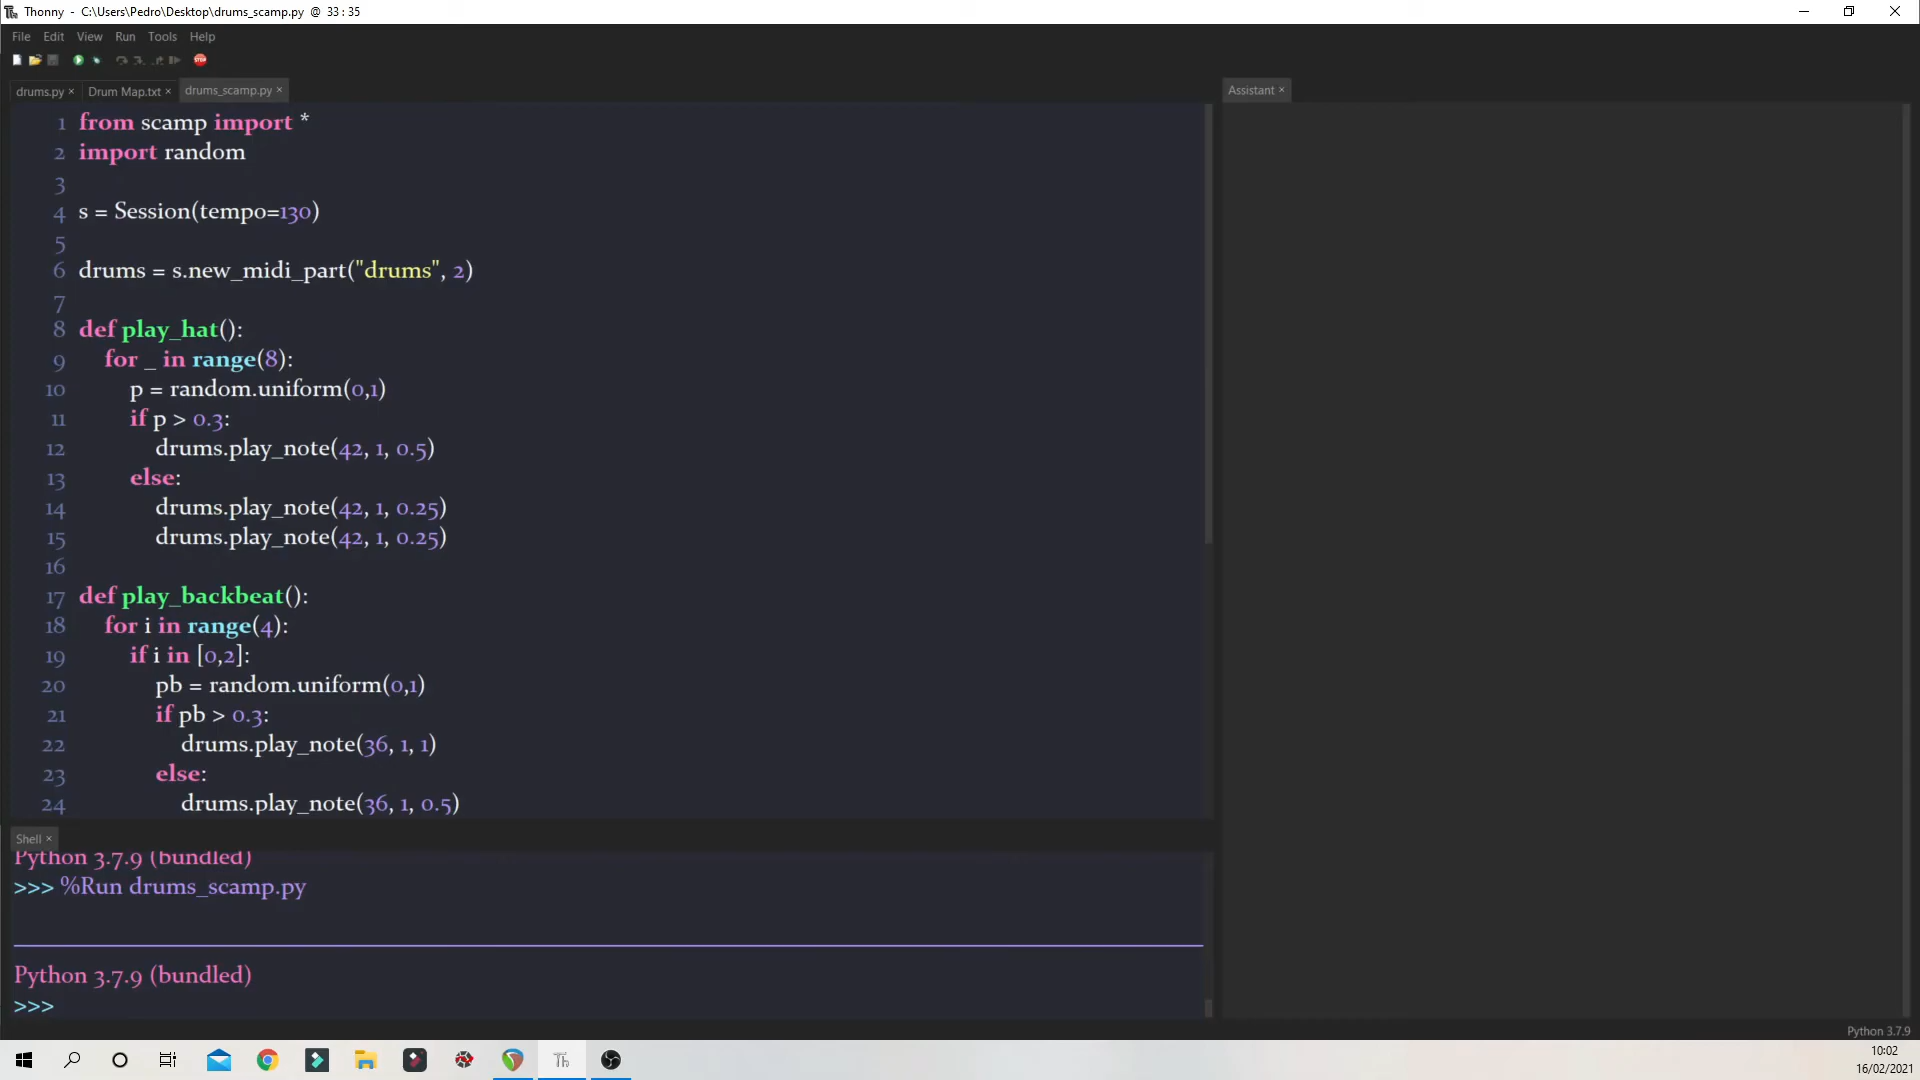 Thonny - C:\Users\Pedro\Desktop\drums_scamp.py @ 33 : 35
File Edit View Run Tools Help
STOP
drums.py × Drum Map.txt × drums_scamp.py ×
Assistant ×
1 from scamp import *
2 import random
3
4 s = Session(tempo=130)
5
6 drums = s.new_midi_part("drums", 2)
7
8 def play_hat():
9 for _ in range(8):
10 p = random.uniform(0,1)
11 if p > 0.3:
12 drums.play_note(42, 1, 0.5)
13 else:
14 drums.play_note(42, 1, 0.25)
15 drums.play_note(42, 1, 0.25)
16
17 def play_backbeat():
18 for i in range(4):
19 if i in [0,2]:
20 pb = random.uniform(0,1)
21 if pb > 0.3:
22 drums.play_note(36, 1, 1)
23 else:
24 drums.play_note(36, 1, 0.5)
Shell ×
Python 3.7.9 (bundled)
>>> %Run drums_scamp.py
Python 3.7.9 (bundled)
>>>
Python 3.7.9
Th
10:02
16/02/2021